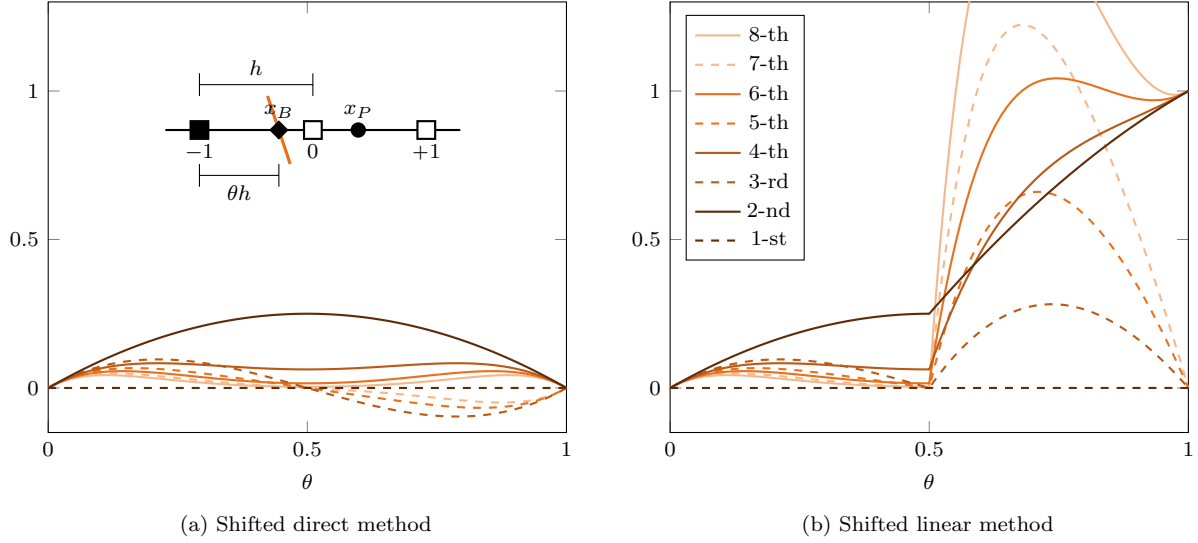 1
0.5
0
0
0.5
1
θ
h
x_B
x_P
−1
0
+1
θh
(a) Shifted direct method
1
0.5
0
0
0.5
1
θ
8-th
7-th
6-th
5-th
4-th
3-rd
2-nd
1-st
(b) Shifted linear method